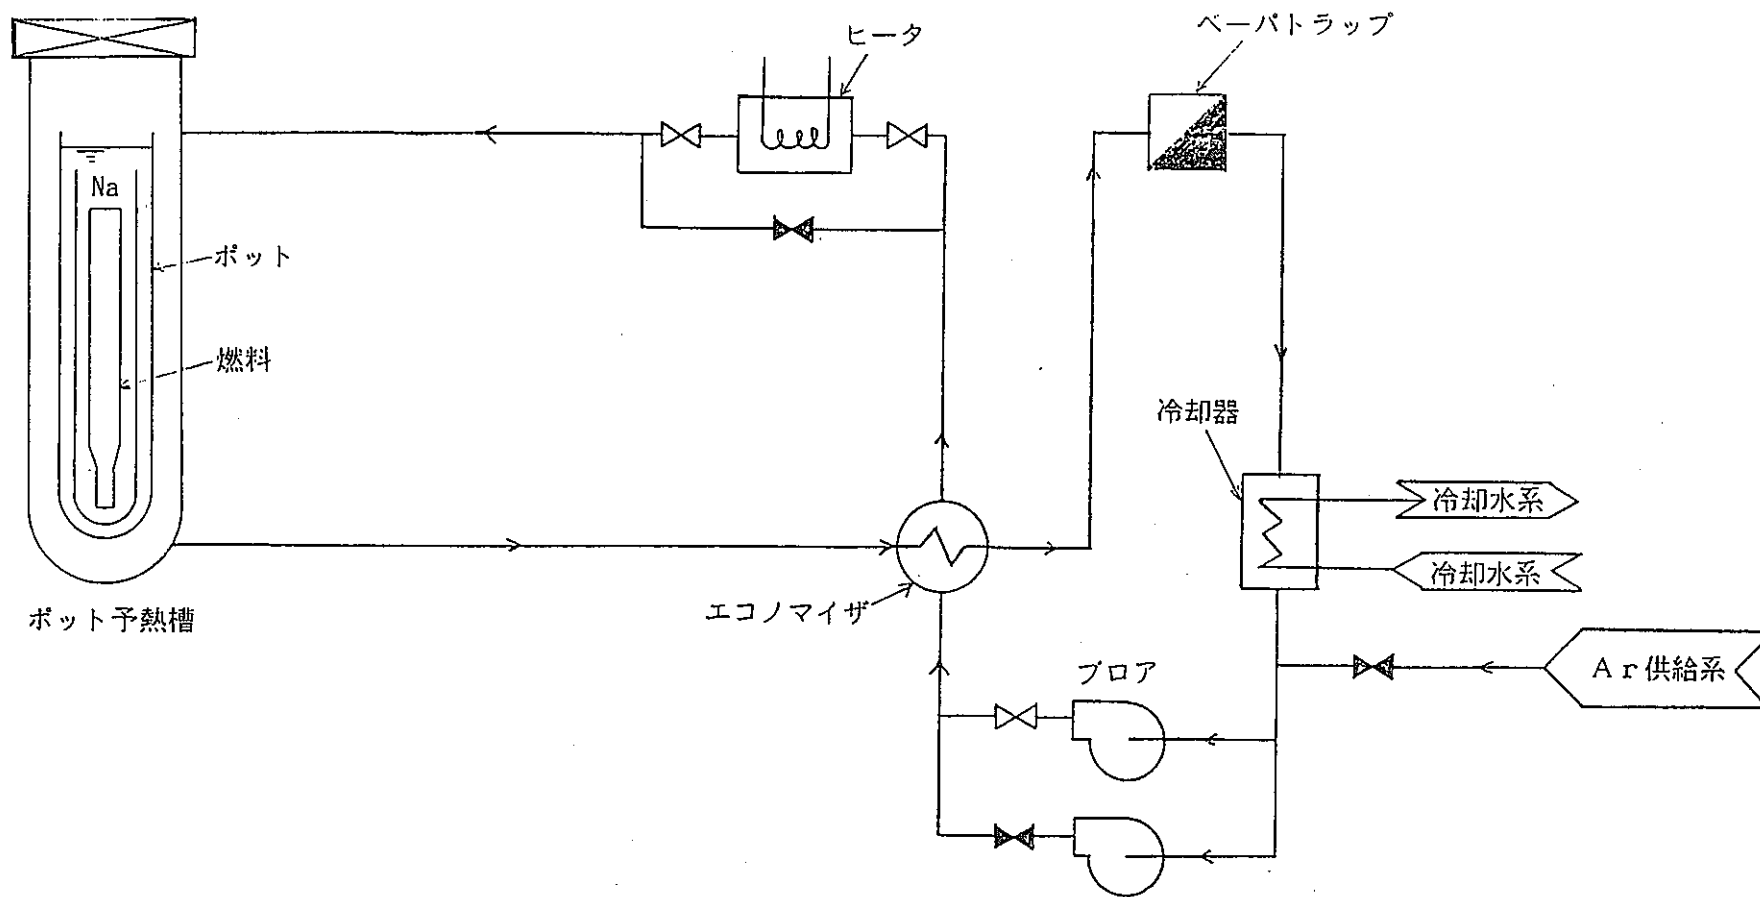 ベーパトラップ
ヒータ
Na
ポット
燃料
冷却器
冷却水系
冷却水系
エコノマイザ
ポット予熱槽
ブロア
Ar供給系